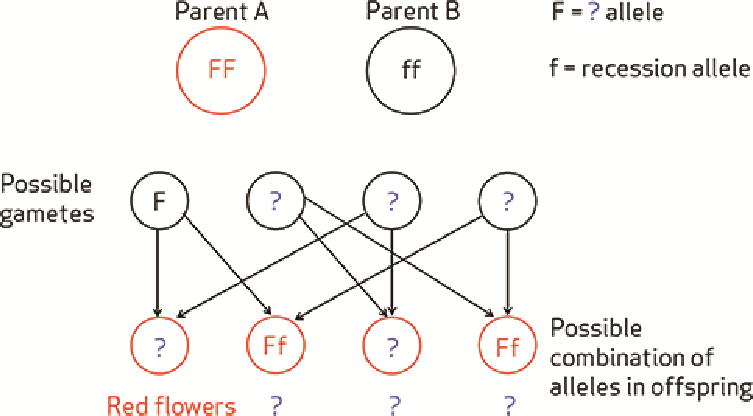 Parent A Parent B F = ? allele
FF ff f = recession allele
Possible
gametes
F ? ? ?
? Ff ? Ff
Possible
combination of
alleles in offspring
Red flowers ? ? ?